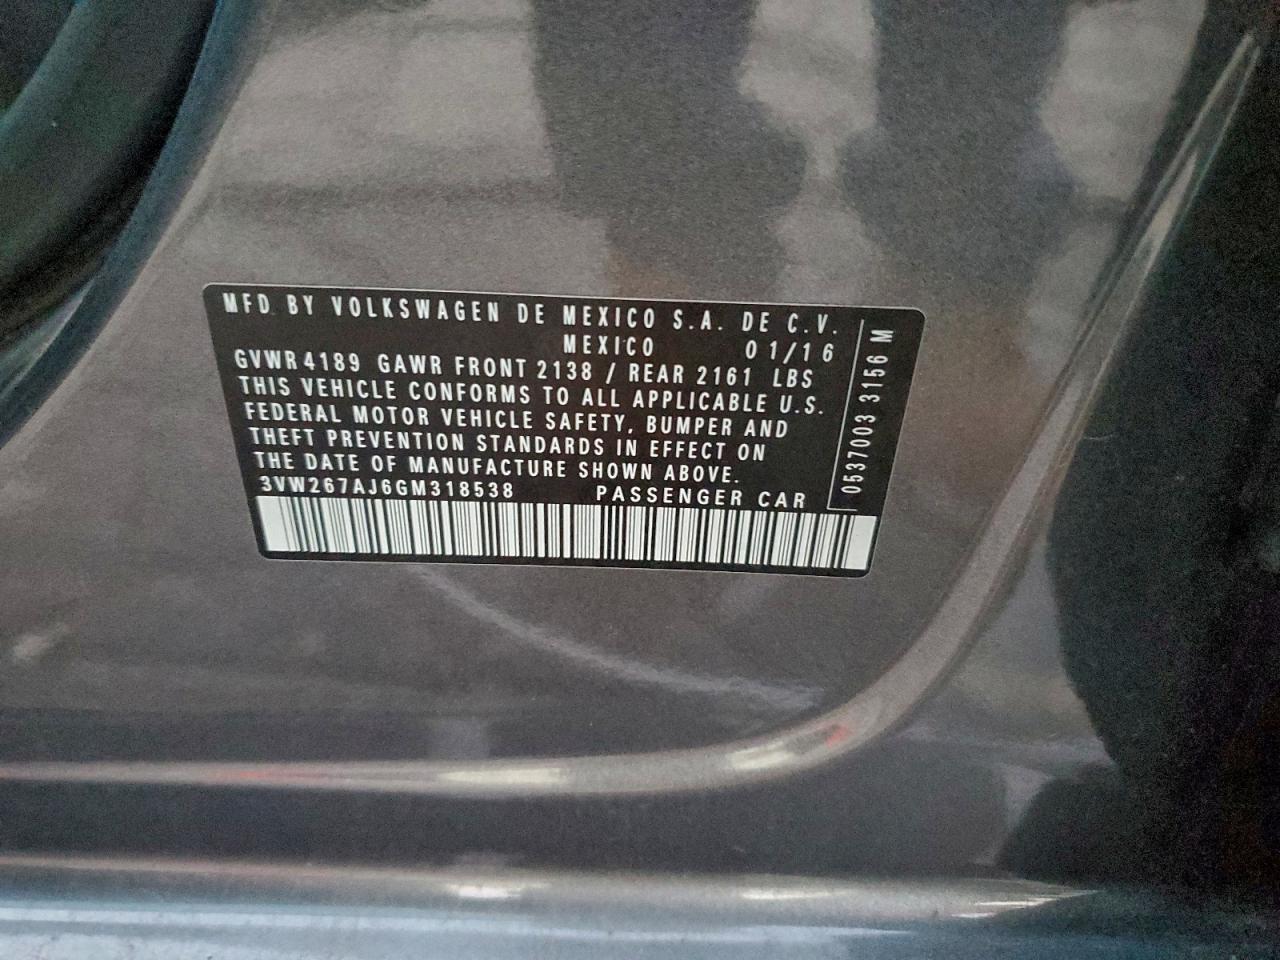 MFD. BY VOLKSWAGEN DE MEXICO S.A. DE C.V.
MEXICO 01/16
GVWR 4189 GAWR FRONT 2138 / REAR 2161 LBS
THIS VEHICLE CONFORMS TO ALL APPLICABLE U.S.
FEDERAL MOTOR VEHICLE SAFETY, BUMPER AND
THEFT PREVENTION STANDARDS IN EFFECT ON
THE DATE OF MANUFACTURE SHOWN ABOVE.
3VW267AJ6GM318538 PASSENGER CAR
0537003 3156 M